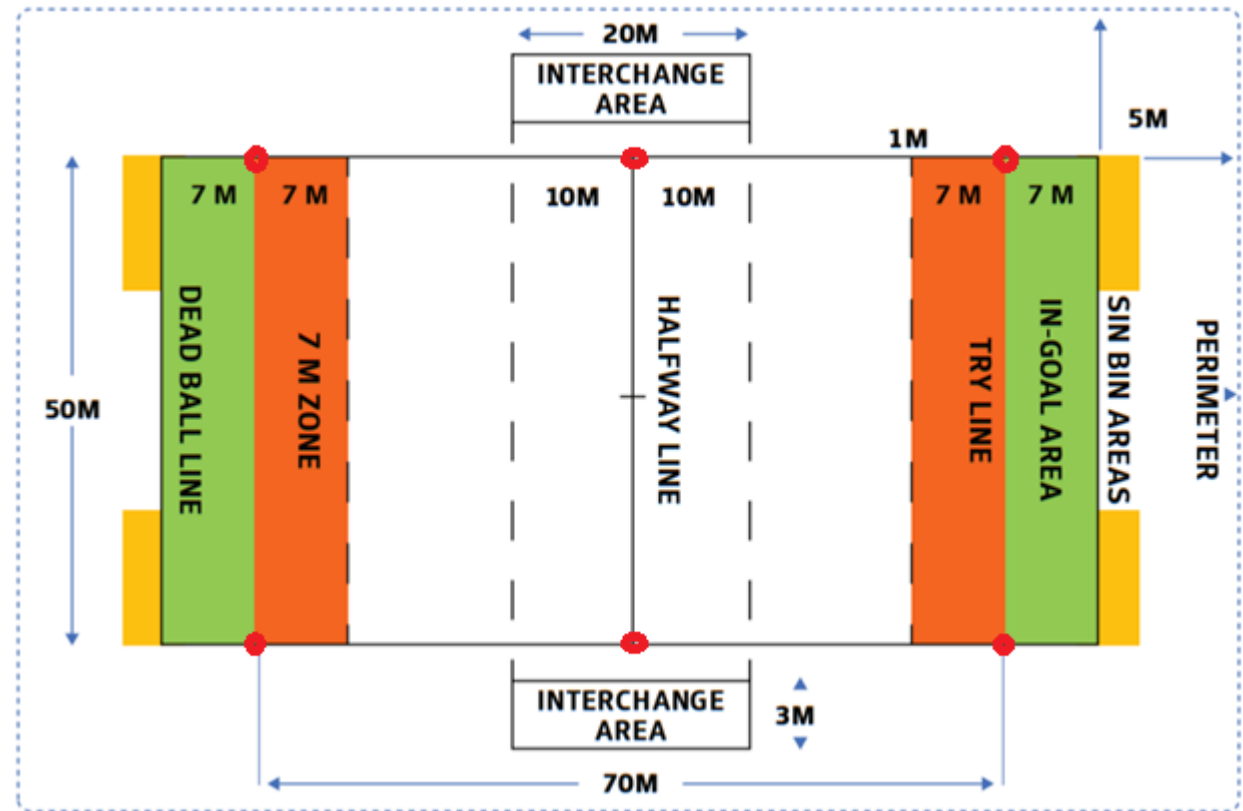 20M
INTERCHANGE
AREA
5M
1M
7 M
7 M
10M
10M
7 M
7 M
DEAD BALL LINE
7 M ZONE
HALFWAY LINE
TRY LINE
IN-GOAL AREA
SIN BIN AREAS
PERIMETER
50M
INTERCHANGE
AREA
3M
70M